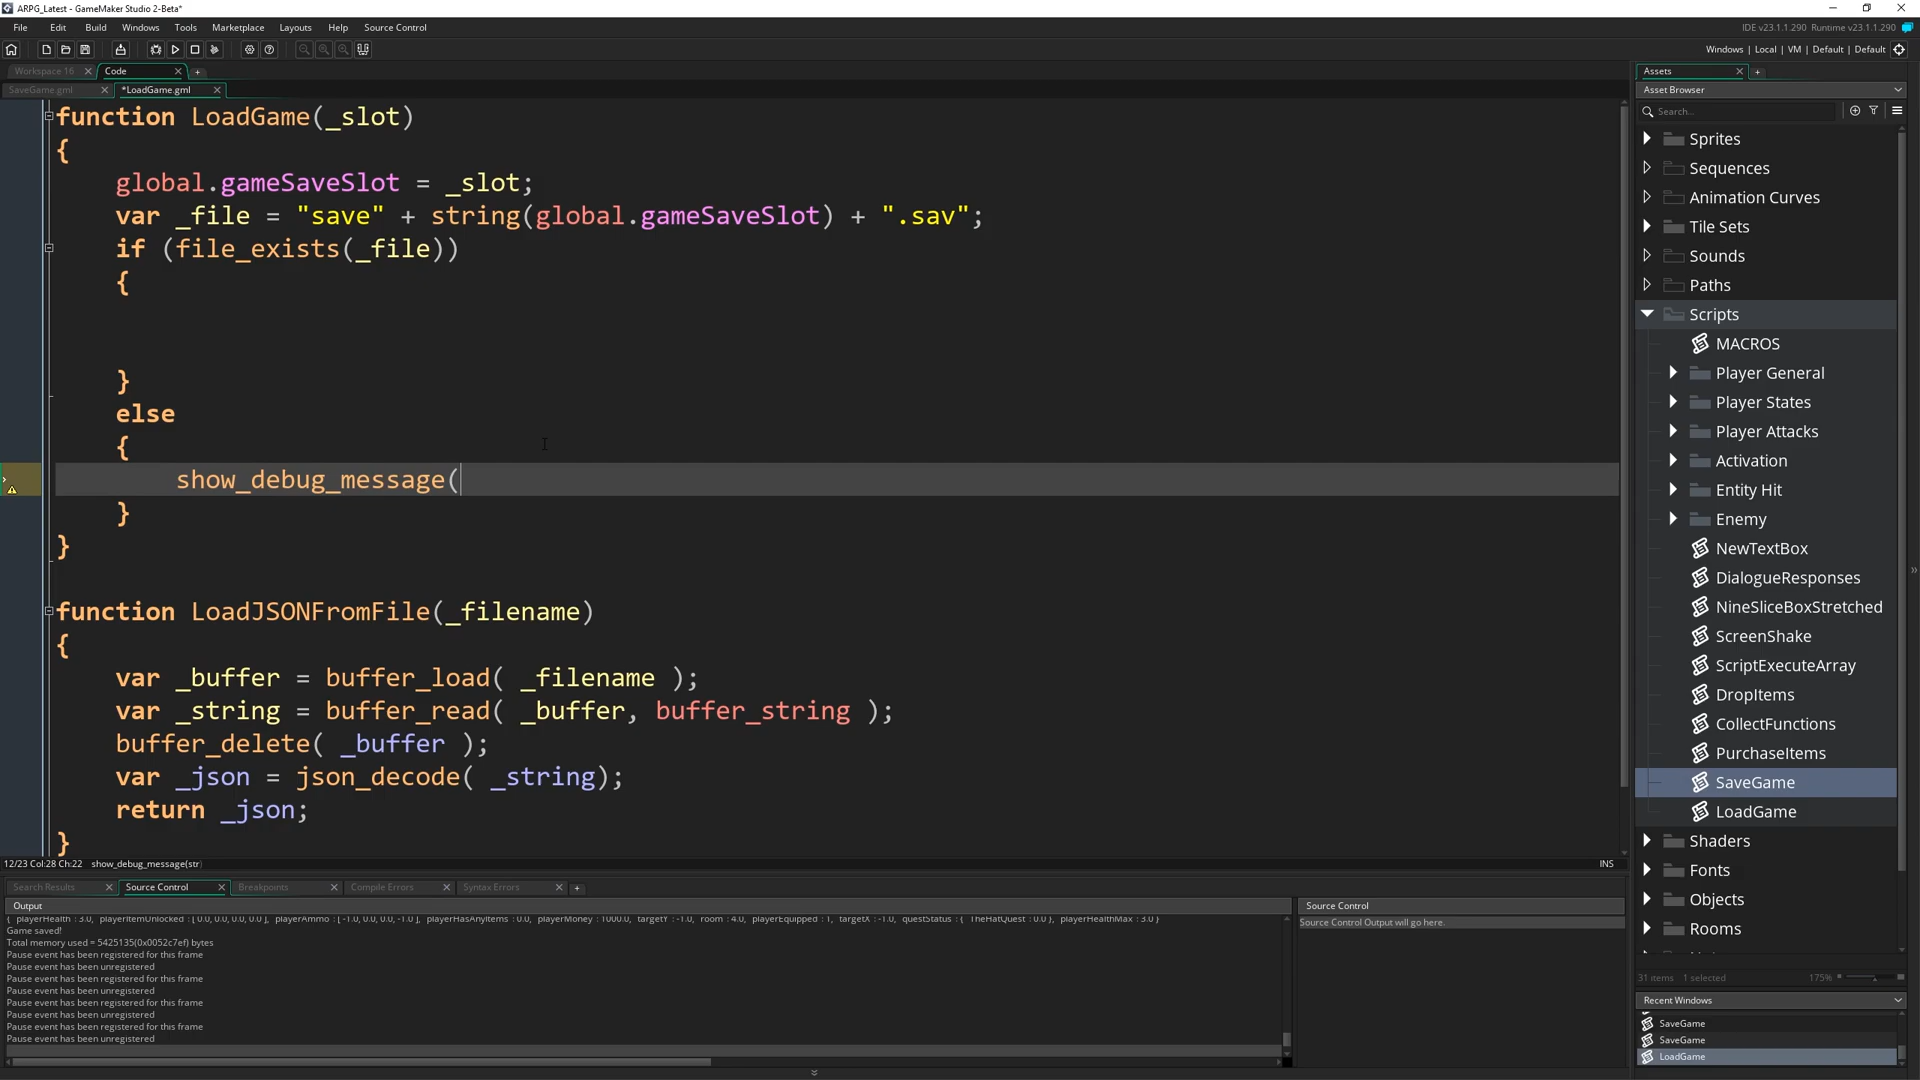 ARPG_Latest - GameMaker Studio 2-Beta*
File Edit Build Windows Tools Marketplace Layouts Help Source Control
IDE v23.1.1.290 Runtime v23.1.1.290
Windows | Local | VM | Default | Default
Workspace 16
Code
SaveGame.gml
*LoadGame.gml
function LoadGame(_slot)
{
global.gameSaveSlot = _slot;
var _file = "save" + string(global.gameSaveSlot) + ".sav";
if (file_exists(_file))
{
}
else
{
show_debug_message(
}
}
function LoadJSONFromFile(_filename)
{
var _buffer = buffer_load( _filename );
var _string = buffer_read( _buffer, buffer_string );
buffer_delete( _buffer );
var _json = json_decode( _string);
return _json;
}
12/23 Col:28 Ch:22 show_debug_message(str)
INS
Search Results
Source Control
Breakpoints
Compile Errors
Syntax Errors
Output
{ playerHealth : 3.0, playerItemUnlocked : [ 0.0, 0.0, 0.0, 0.0 ], playerAmmo : [ -1.0, 0.0, 0.0, -1.0 ], playerHasAnyItems : 0.0, playerMoney : 1000.0, targetY : -1.0, room : 4.0, playerEquipped : 1, targetX : -1.0, questStatus : { TheHatQuest : 0.0 }, playerHealthMax : 3.0 }
Game saved!
Total memory used = 5425135(0x0052c7ef) bytes
Pause event has been registered for this frame
Pause event has been unregistered
Pause event has been registered for this frame
Pause event has been unregistered
Pause event has been registered for this frame
Pause event has been unregistered
Pause event has been registered for this frame
Pause event has been unregistered
Source Control
Source Control Output will go here.
Assets
Asset Browser
Search...
Sprites
Sequences
Animation Curves
Tile Sets
Sounds
Paths
Scripts
MACROS
Player General
Player States
Player Attacks
Activation
Entity Hit
Enemy
NewTextBox
DialogueResponses
NineSliceBoxStretched
ScreenShake
ScriptExecuteArray
DropItems
CollectFunctions
PurchaseItems
SaveGame
LoadGame
Shaders
Fonts
Objects
Rooms
31 items 1 selected
175%
Recent Windows
SaveGame
SaveGame
LoadGame